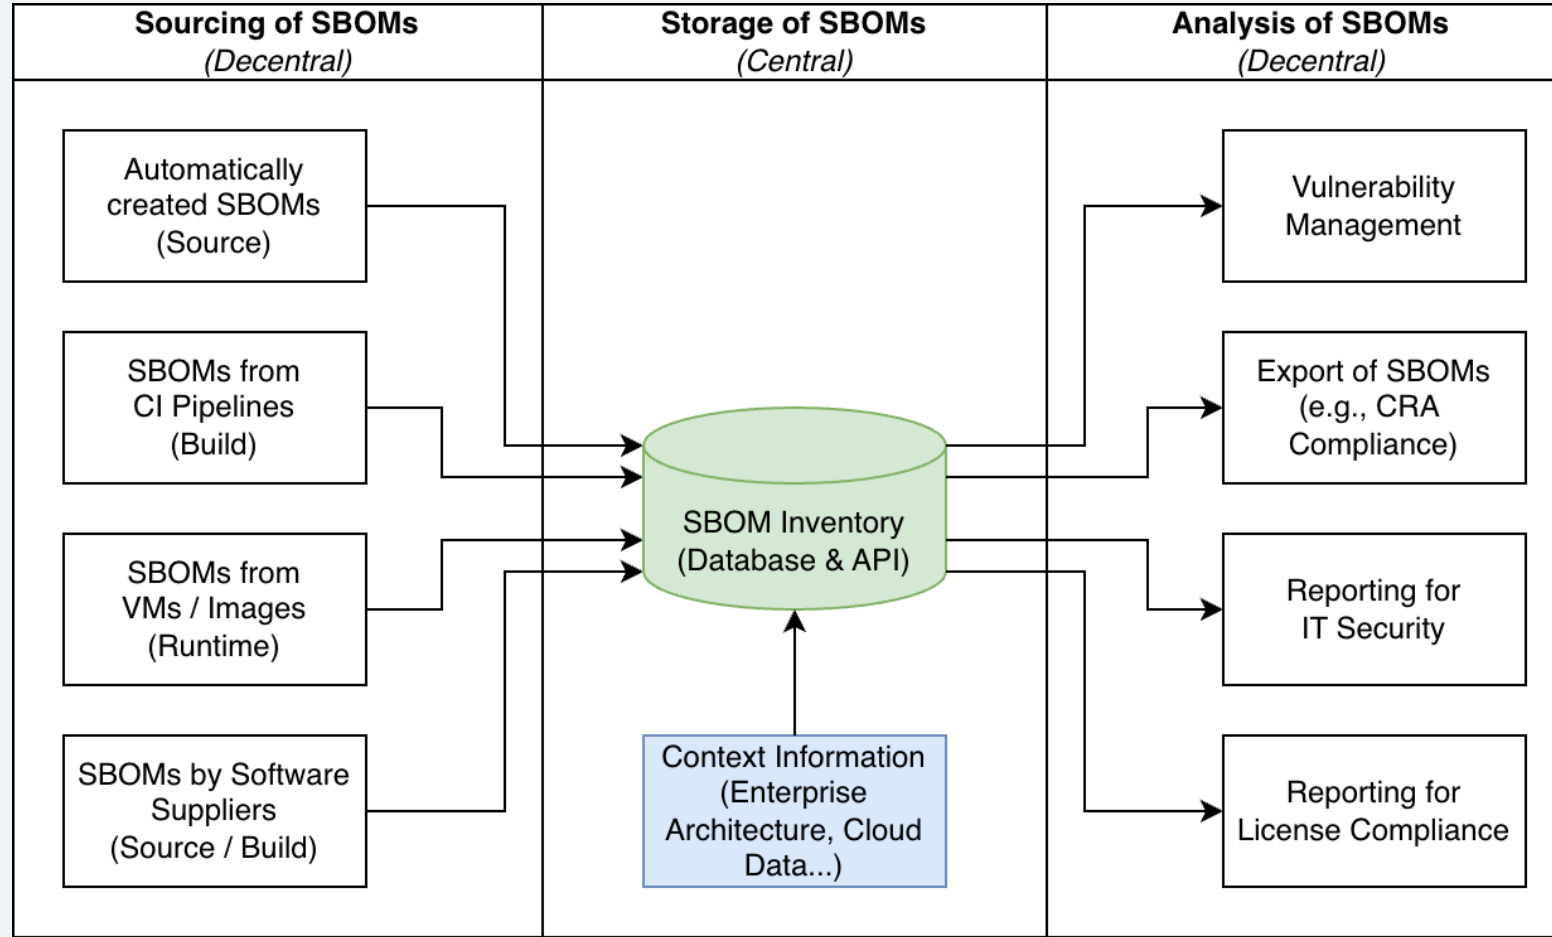 Sourcing of SBOMs
(Decentral)
Storage of SBOMs
(Central)
Analysis of SBOMs
(Decentral)
Automatically
created SBOMs
(Source)
SBOMs from
CI Pipelines
(Build)
SBOMs from
VMs / Images
(Runtime)
SBOMs by Software
Suppliers
(Source / Build)
SBOM Inventory
(Database & API)
Context Information
(Enterprise
Architecture, Cloud
Data...)
Vulnerability
Management
Export of SBOMs
(e.g., CRA
Compliance)
Reporting for
IT Security
Reporting for
License Compliance